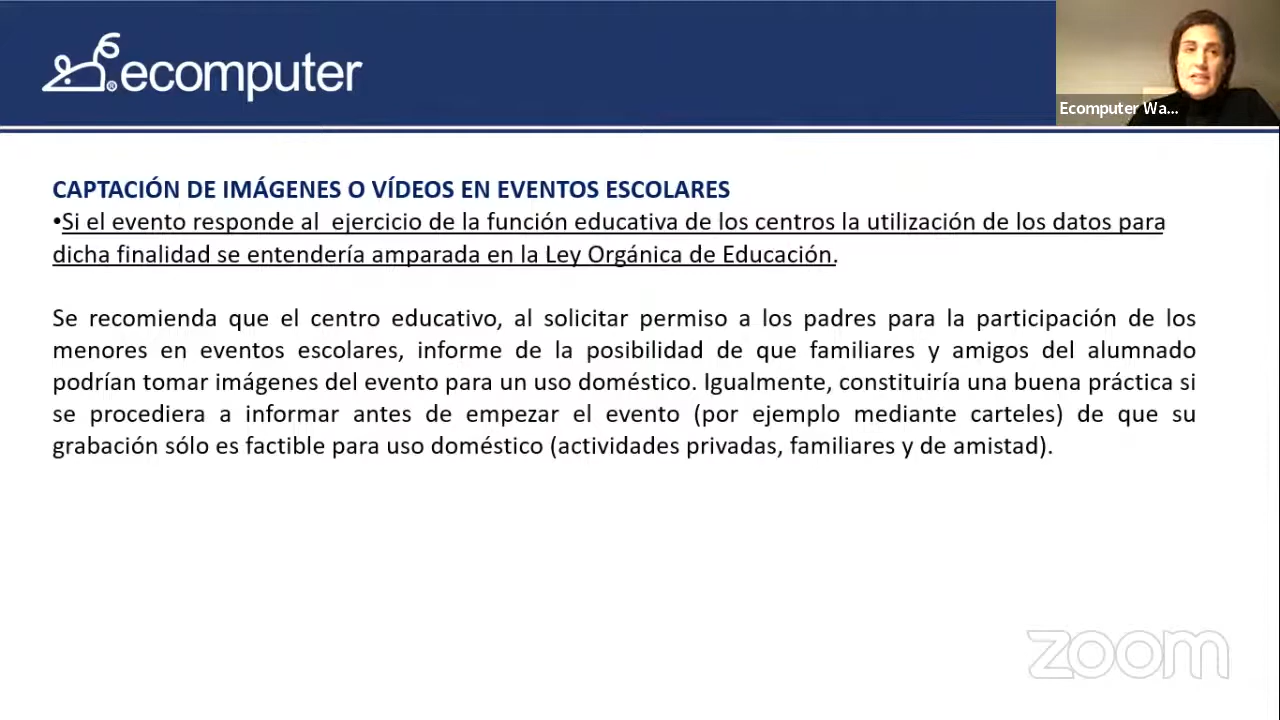 ecomputer
Ecomputer Wa...
CAPTACIÓN DE IMÁGENES O VÍDEOS EN EVENTOS ESCOLARES
•Si el evento responde al  ejercicio de la función educativa de los centros la utilización de los datos para
dicha finalidad se entendería amparada en la Ley Orgánica de Educación.
Se recomienda que el centro educativo, al solicitar permiso a los padres para la participación de los
menores en eventos escolares, informe de la posibilidad de que familiares y amigos del alumnado
podrían tomar imágenes del evento para un uso doméstico. Igualmente, constituiría una buena práctica si
se procediera a informar antes de empezar el evento (por ejemplo mediante carteles) de que su
grabación sólo es factible para uso doméstico (actividades privadas, familiares y de amistad).
zoom